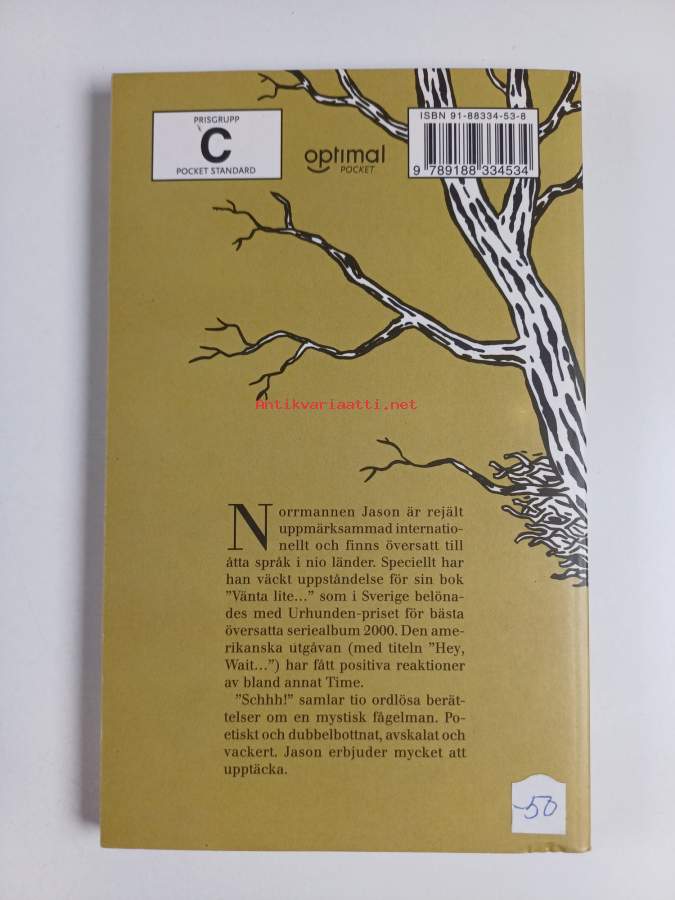 PRISGRUPP
C
POCKET STANDARD
optimal
POCKET
ISBN 91-88334-53-8
9 789188 334534
Antikvariaatti.net
Norrmannen Jason är rejält
uppmärksammad internatio-
nellt och finns översatt till
åtta språk i nio länder. Speciellt har
han väckt uppståndelse för sin bok
”Vänta lite...” som i Sverige belöna-
des med Urhunden-priset för bästa
översatta seriealbum 2000. Den ame-
rikanska utgåvan (med titeln ”Hey,
Wait...”) har fått positiva reaktioner
av bland annat Time.
”Schhh!” samlar tio ordlösa berät-
telser om en mystisk fågelman. Po-
etiskt och dubbelbottnat, avskalat och
vackert. Jason erbjuder mycket att
upptäcka.
-50